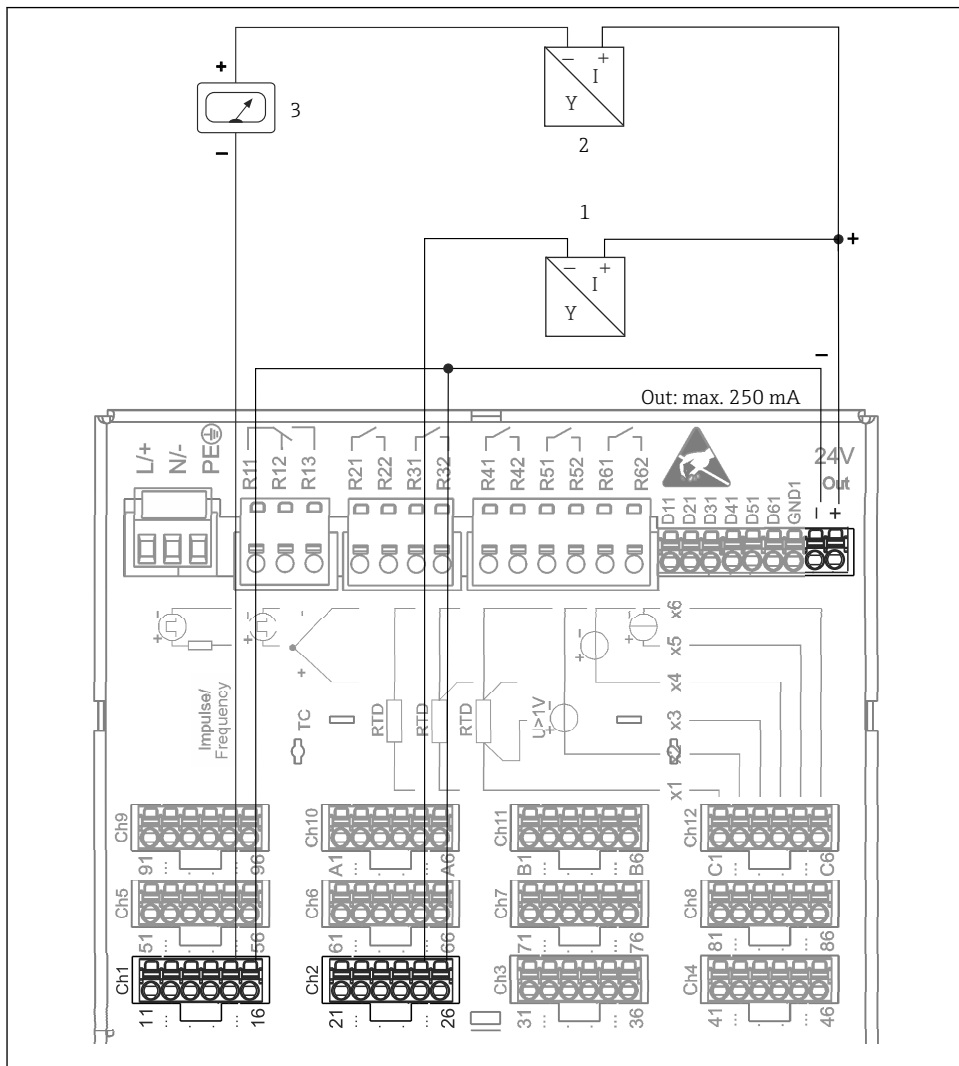 − +
I
Y
2
+
3
−
1
− +
I
Y
+
−
Out: max. 250 mA
L/+
N/-
PE
R11
R12
R13
R21
R22
R31
R32
R41
R42
R51
R52
R61
R62
D11
D21
D31
D41
D51
D61
GND1
24V
Out
− +
- +
- +
- +
Impulse/
Frequency
TC
RTD
RTD
RTD
U>1V
- +
- +
- +
x6
x5
x4
x3
x2
x1
Ch9
91 ... . ... 96
Ch10
A1 ... . ... A6
Ch11
B1 ... . ... B6
Ch12
C1 ... . ... C6
Ch5
51 ... . ... 56
Ch6
61 ... . ... 66
Ch7
71 ... . ... 76
Ch8
81 ... . ... 86
Ch1
11 ... . ... 16
Ch2
21 ... . ... 26
Ch3
31 ... . ... 36
Ch4
41 ... . ... 46